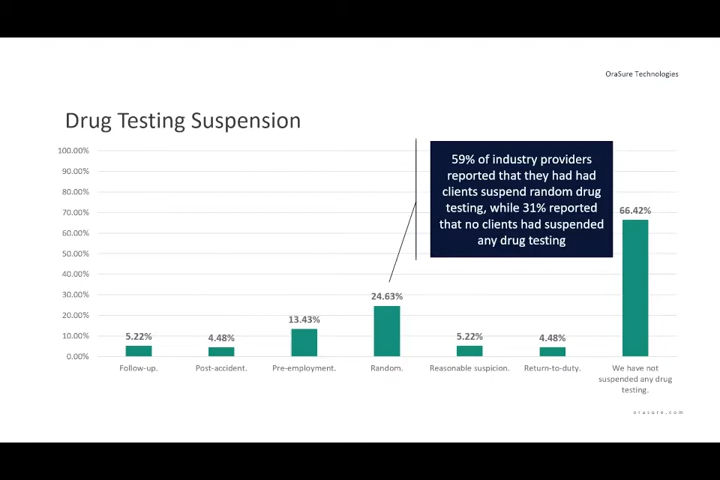 OraSure Technologies
Drug Testing Suspension
59% of industry providers
reported that they had had
clients suspend random drug
testing, while 31% reported
that no clients had suspended
any drug testing
100.00%
90.00%
80.00%
70.00%
60.00%
50.00%
40.00%
30.00%
20.00%
10.00%
0.00%
5.22%
4.48%
13.43%
24.63%
5.22%
4.48%
66.42%
Follow-up.
Post-accident.
Pre-employment.
Random.
Reasonable suspicion.
Return-to-duty.
We have not
suspended any drug
testing.
orasure.com